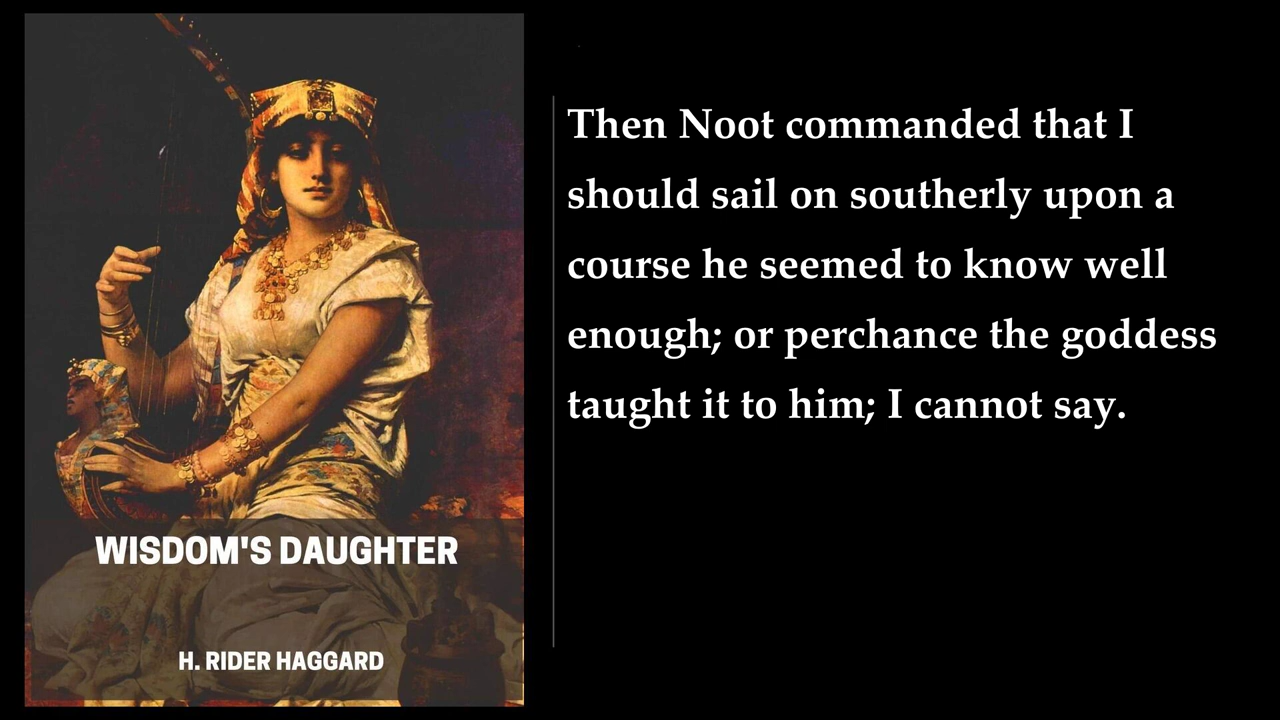 WISDOM'S DAUGHTER
H. RIDER HAGGARD
Then Noot commanded that I
should sail on southerly upon a
course he seemed to know well
enough; or perchance the goddess
taught it to him; I cannot say.